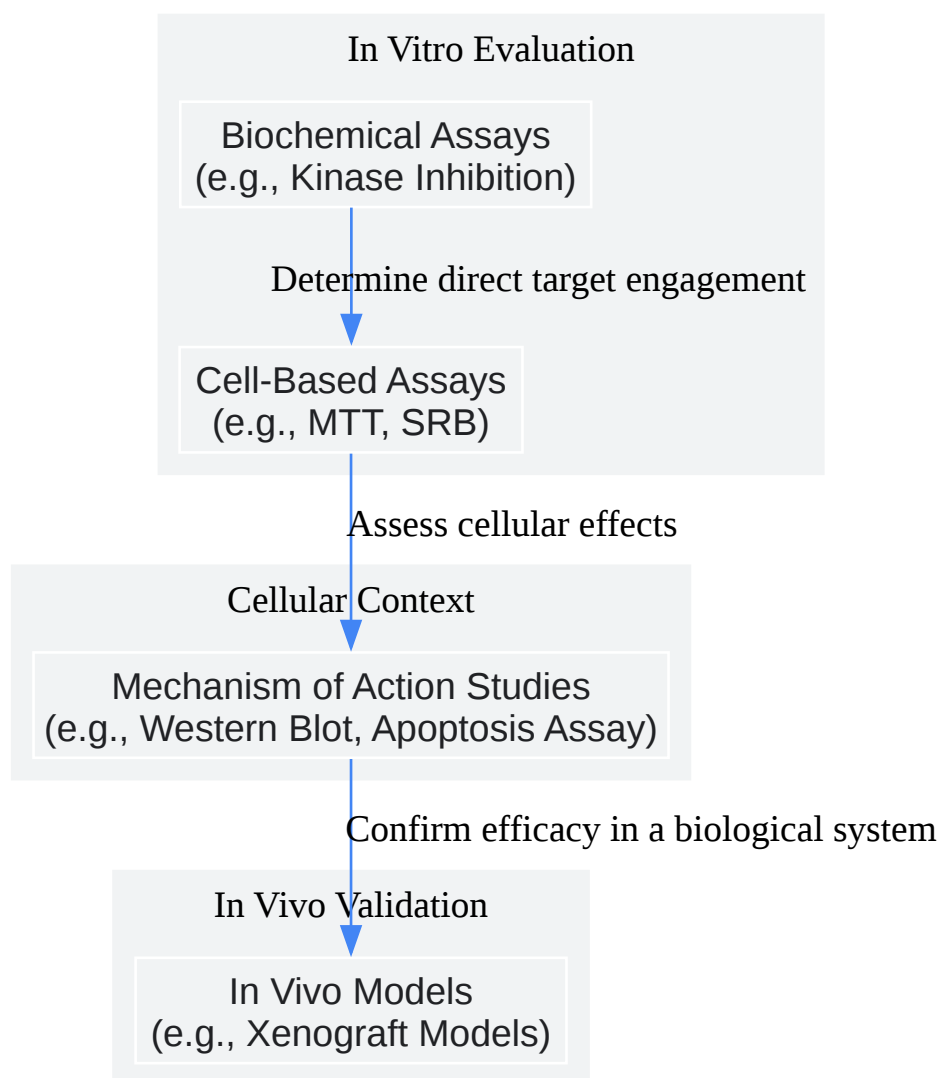 In Vitro Evaluation
Biochemical Assays
(e.g., Kinase Inhibition)
Determine direct target engagement
Cell-Based Assays
(e.g., MTT, SRB)
Assess cellular effects
Cellular Context
Mechanism of Action Studies
(e.g., Western Blot, Apoptosis Assay)
Confirm efficacy in a biological system
In Vivo Validation
In Vivo Models
(e.g., Xenograft Models)